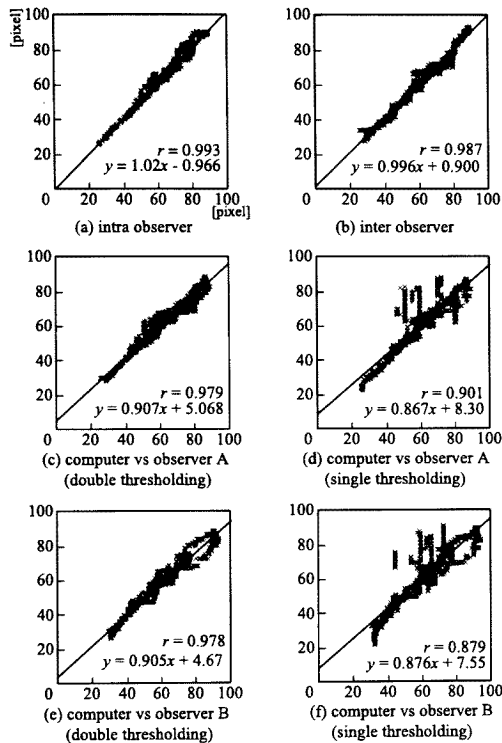 [pixel]
100
80
60
40
20
r = 0.993
y = 1.02x - 0.966
20 40 60 80 100
[pixel]
(a) intra observer
100
80
60
40
20
r = 0.987
y = 0.996x + 0.900
20 40 60 80 100
(b) inter observer
100
80
60
40
20
r = 0.979
y = 0.907x + 5.068
20 40 60 80 100
(c) computer vs observer A
(double thresholding)
100
80
60
40
20
r = 0.901
y = 0.867x + 8.30
20 40 60 80 100
(d) computer vs observer A
(single thresholding)
100
80
60
40
20
r = 0.978
y = 0.905x + 4.67
0 20 40 60 80 100
(e) computer vs observer B
(double thresholding)
100
80
60
40
20
r = 0.879
y = 0.876x + 7.55
0 20 40 60 80 100
(f) computer vs observer B
(single thresholding)